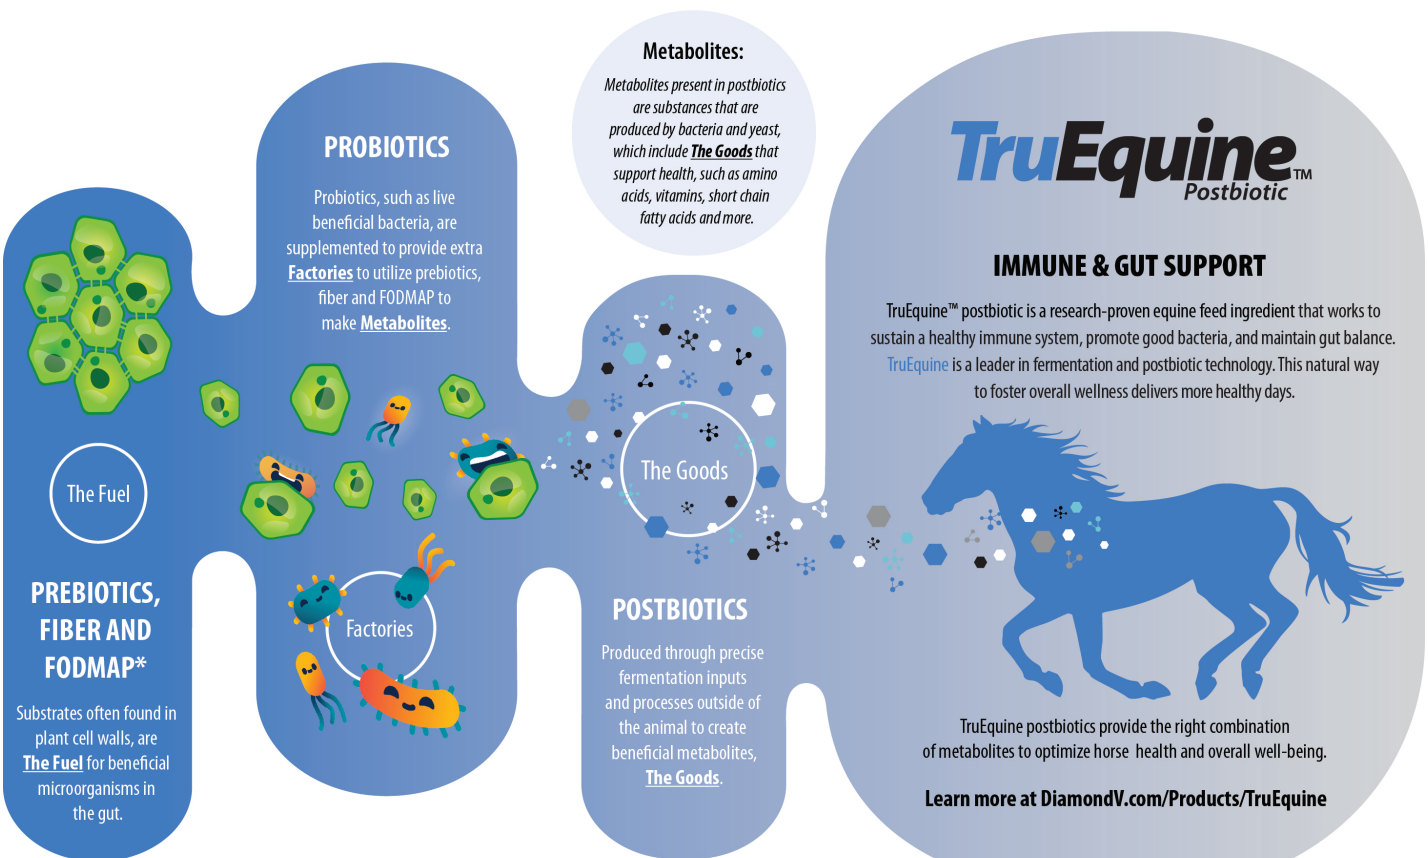 The Fuel
PREBIOTICS,
FIBER AND
FODMAP*
Substrates often found in
plant cell walls, are
The Fuel for beneficial
microorganisms in
the gut.
PROBIOTICS
Probiotics, such as live
beneficial bacteria, are
supplemented to provide extra
Factories to utilize prebiotics,
fiber and FODMAP to
make Metabolites.
Factories
Metabolites:
Metabolites present in postbiotics
are substances that are
produced by bacteria and yeast,
which include The Goods that
support health, such as amino
acids, vitamins, short chain
fatty acids and more.
The Goods
POSTBIOTICS
Produced through precise
fermentation inputs
and processes outside of
the animal to create
beneficial metabolites,
The Goods.
TruEquine™
Postbiotic
IMMUNE & GUT SUPPORT
TruEquine™ postbiotic is a research-proven equine feed ingredient that works to
sustain a healthy immune system, promote good bacteria, and maintain gut balance.
TruEquine is a leader in fermentation and postbiotic technology. This natural way
to foster overall wellness delivers more healthy days.
TruEquine postbiotics provide the right combination
of metabolites to optimize horse health and overall well-being.
Learn more at DiamondV.com/Products/TruEquine